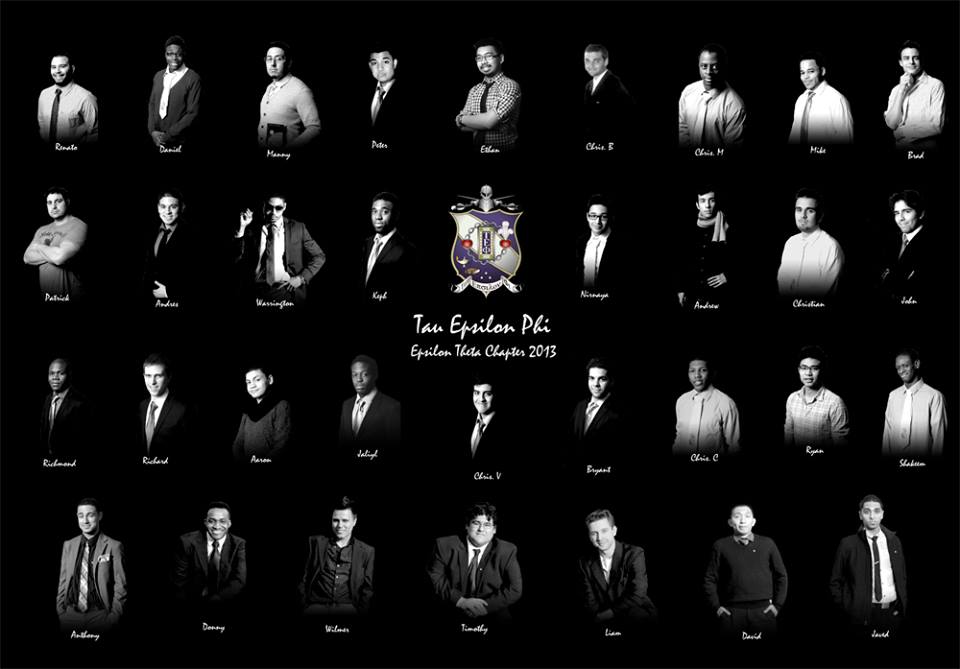 Renato
Daniel
Manny
Peter
Ethan
Chris. B
Chris. M
Mike
Brad
Patrick
Andres
Warrington
Keph
ΤΕΦ
Nirnaya
Andrew
Christian
John
Tau Epsilon Phi
Epsilon Theta Chapter 2013
Richmond
Richard
Aaron
Jaliyl
Chris. V
Bryant
Chris. C
Ryan
Shakeem
Anthony
Donny
Wilmer
Timothy
Liam
David
Javed